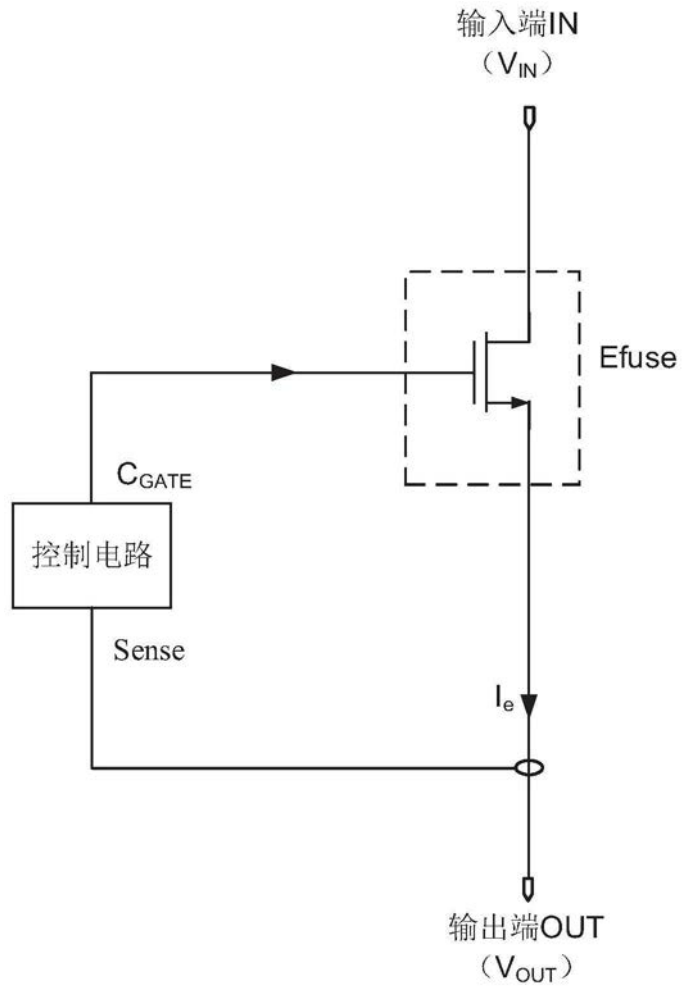 输入端IN
（VIN）
Efuse
CGATE
控制电路
Sense
Ie
输出端OUT
（VOUT）